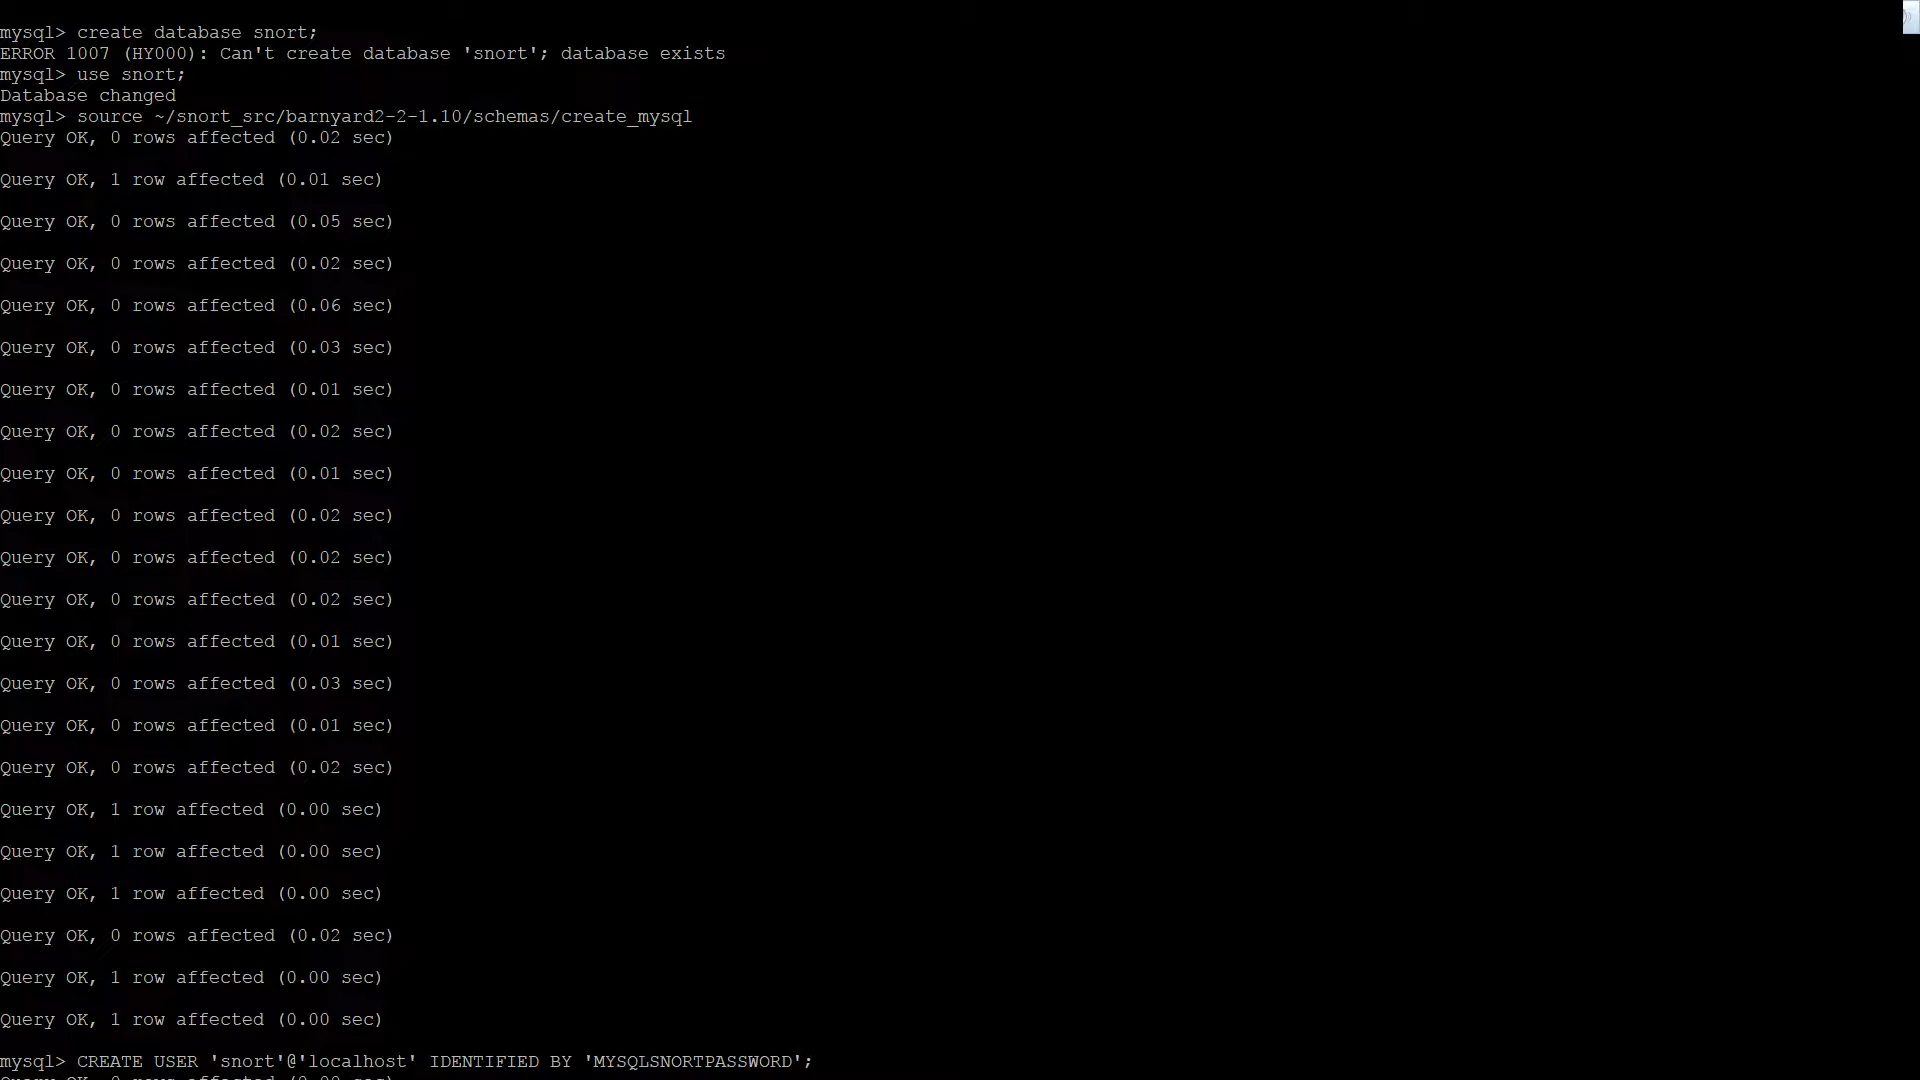 mysql> create database snort;
ERROR 1007 (HY000): Can't create database 'snort'; database exists
mysql> use snort;
Database changed
mysql> source ~/snort_src/barnyard2-2-1.10/schemas/create_mysql
Query OK, 0 rows affected (0.02 sec)
Query OK, 1 row affected (0.01 sec)
Query OK, 0 rows affected (0.05 sec)
Query OK, 0 rows affected (0.02 sec)
Query OK, 0 rows affected (0.06 sec)
Query OK, 0 rows affected (0.03 sec)
Query OK, 0 rows affected (0.01 sec)
Query OK, 0 rows affected (0.02 sec)
Query OK, 0 rows affected (0.01 sec)
Query OK, 0 rows affected (0.02 sec)
Query OK, 0 rows affected (0.02 sec)
Query OK, 0 rows affected (0.02 sec)
Query OK, 0 rows affected (0.01 sec)
Query OK, 0 rows affected (0.03 sec)
Query OK, 0 rows affected (0.01 sec)
Query OK, 0 rows affected (0.02 sec)
Query OK, 1 row affected (0.00 sec)
Query OK, 1 row affected (0.00 sec)
Query OK, 1 row affected (0.00 sec)
Query OK, 0 rows affected (0.02 sec)
Query OK, 1 row affected (0.00 sec)
Query OK, 1 row affected (0.00 sec)
mysql> CREATE USER 'snort'@'localhost' IDENTIFIED BY 'MYSQLSNORTPASSWORD';